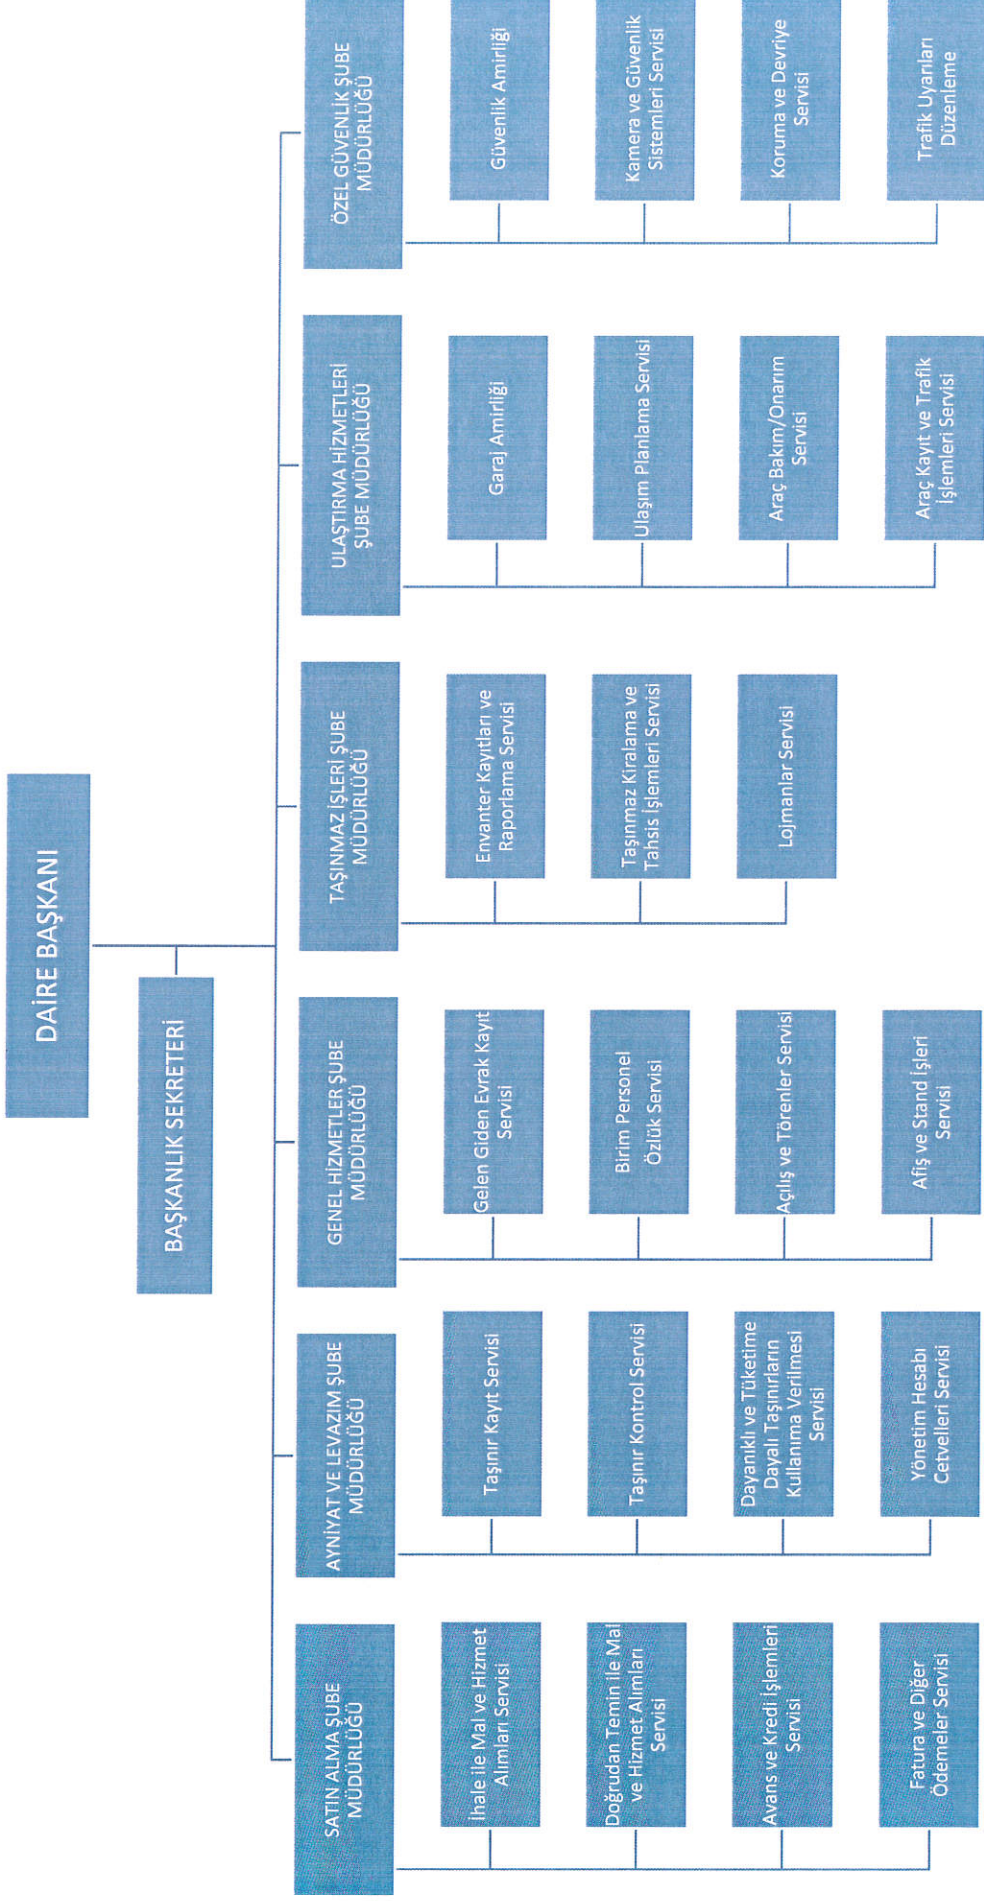 DAİRE BAŞKANI
BAŞKANLIK SEKRETERİ
SATIN ALMA ŞUBE
MÜDÜRLÜĞÜ
İhale ile Mal ve Hizmet
Alımları Servisi
Doğrudan Temin ile Mal
ve Hizmet Alımları
Servisi
Avans ve Kredi İşlemleri
Servisi
Fatura ve Diğer
Ödemeler Servisi
AYNİYAT VE LEVAZIM ŞUBE
MÜDÜRLÜĞÜ
Taşınır Kayıt Servisi
Taşınır Kontrol Servisi
Dayanıklı ve Tüketime
Dayalı Taşınırların
Kullanıma Verilmesi
Servisi
Yönetim Hesabı
Cetvelleri Servisi
GENEL HİZMETLER ŞUBE
MÜDÜRLÜĞÜ
Gelen Giden Evrak Kayıt
Servisi
Birim Personel
Özlük Servisi
Açılış ve Törenler Servisi
Afiş ve Stand İşleri
Servisi
TAŞINMAZ İŞLERİ ŞUBE
MÜDÜRLÜĞÜ
Envanter Kayıtları ve
Raporlama Servisi
Taşınmaz Kiralama ve
Tahsis İşlemleri Servisi
Lojmanlar Servisi
ULAŞTIRMA HİZMETLERİ
ŞUBE MÜDÜRLÜĞÜ
Garaj Amirliği
Ulaşım Planlama Servisi
Araç Bakım/Onarım
Servisi
Araç Kayıt ve Trafik
İşlemleri Servisi
ÖZEL GÜVENLİK ŞUBE
MÜDÜRLÜĞÜ
Güvenlik Amirliği
Kamera ve Güvenlik
Sistemleri Servisi
Koruma ve Devriye
Servisi
Trafik Uyarıları
Düzenleme